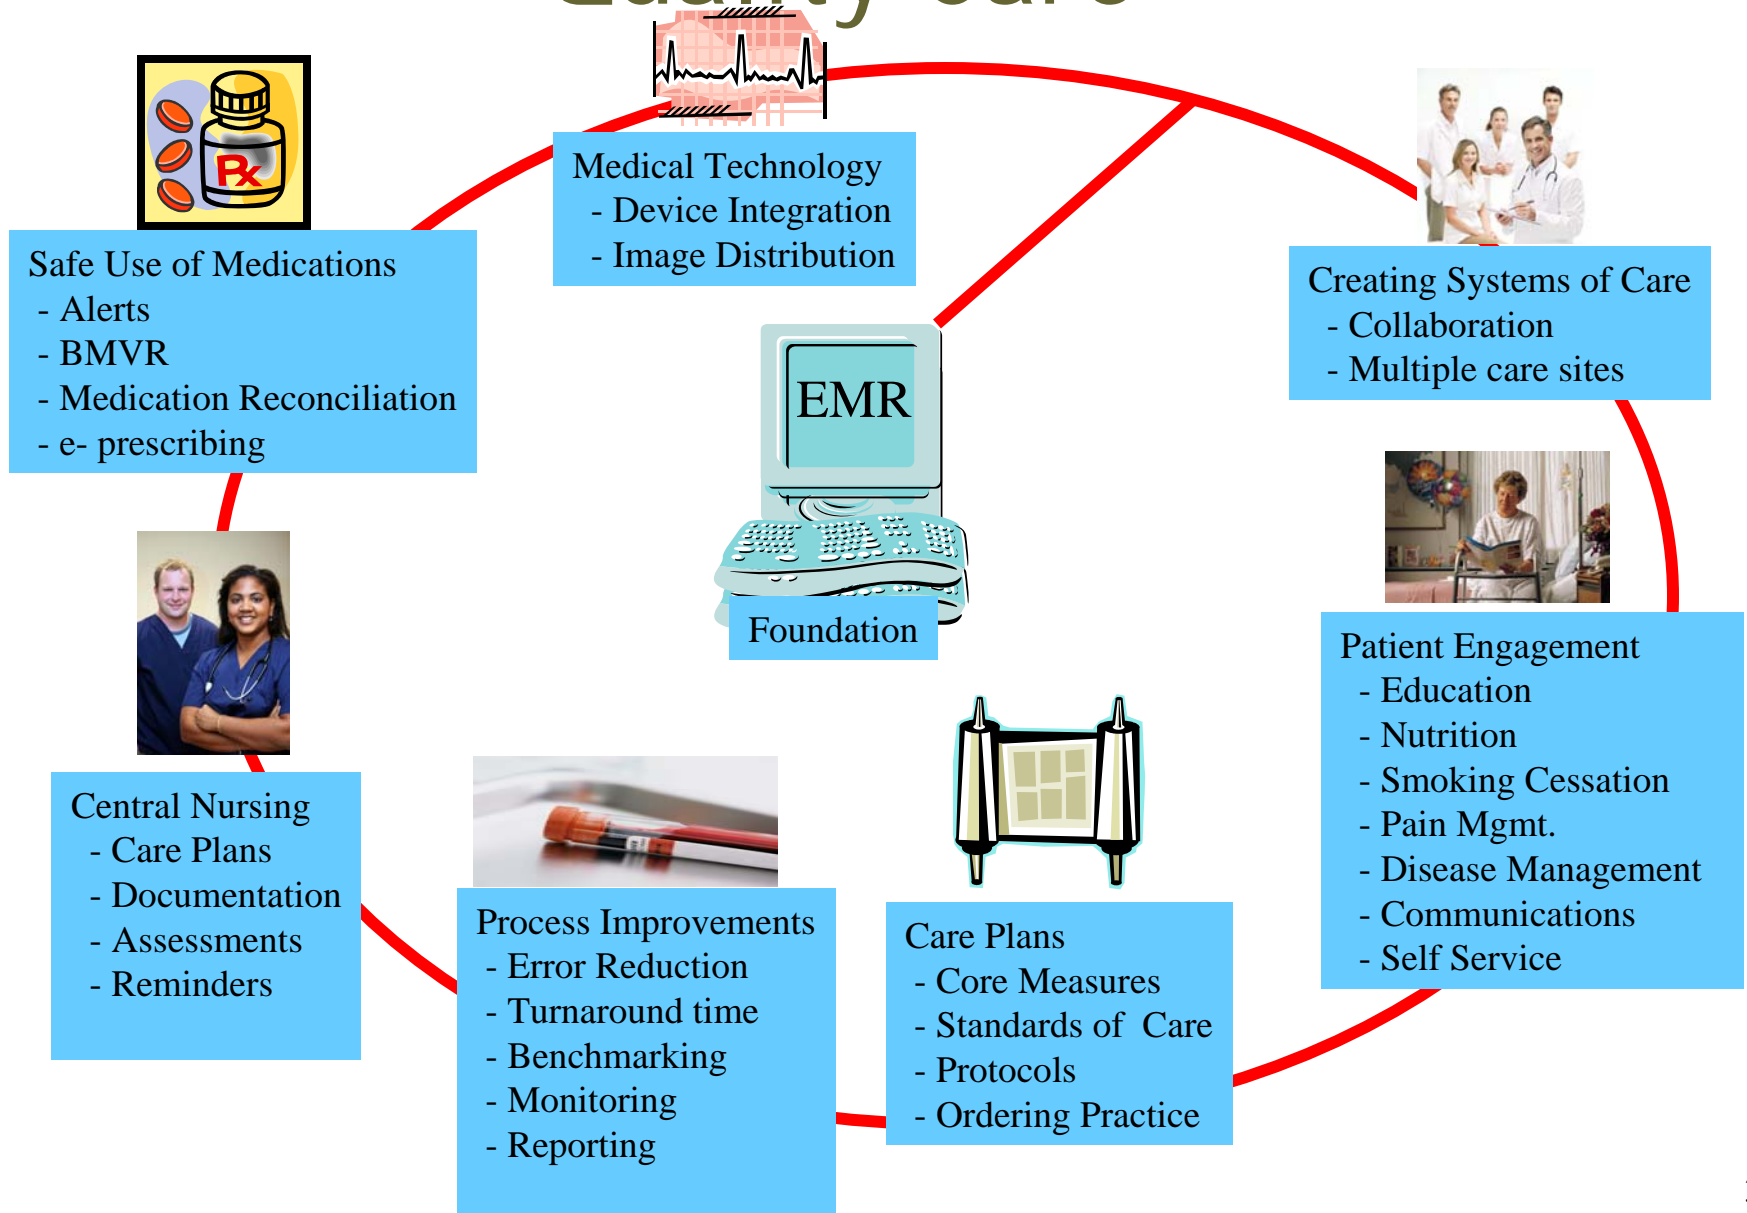 Quality Care
Medical Technology
- Device Integration
- Image Distribution
Rx
Safe Use of Medications
- Alerts
- BMVR
- Medication Reconciliation
- e- prescribing
Creating Systems of Care
- Collaboration
- Multiple care sites
EMR
Foundation
Patient Engagement
- Education
- Nutrition
- Smoking Cessation
- Pain Mgmt.
- Disease Management
- Communications
- Self Service
Central Nursing
- Care Plans
- Documentation
- Assessments
- Reminders
Process Improvements
- Error Reduction
- Turnaround time
- Benchmarking
- Monitoring
- Reporting
Care Plans
- Core Measures
- Standards of  Care
- Protocols
- Ordering Practice